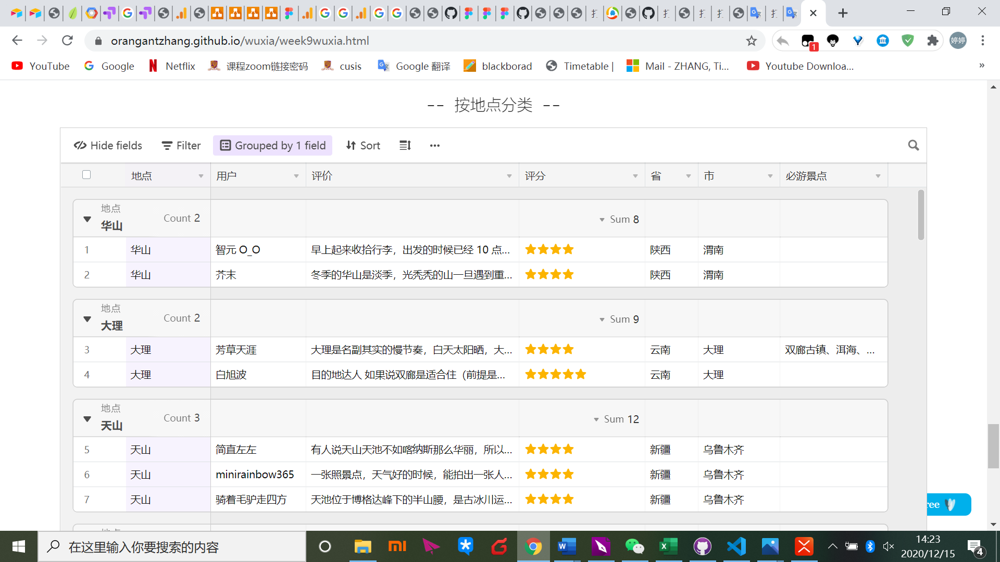 orangantzhang.github.io/wuxia/week9wuxia.html
1
婷婷
YouTube
Google
Netflix
课程zoom链接密码
cusis
Google 翻译
blackborad
Timetable |
Mail - ZHANG, Ti...
Youtube Downloa...
»
-- 按地点分类 --
Hide fields
Filter
Grouped by 1 field
Sort
地点 用户 评价 评分 省 市 必游景点
地点
华山 Count 2 Sum 8
1 华山 智元 O_O 早上起来收拾行李，出发的时候已经 10 点... 陕西 渭南
2 华山 芥末 冬季的华山是淡季，光秃秃的山一旦遇到重... 陕西 渭南
地点
大理 Count 2 Sum 9
3 大理 芳草天涯 大理是名副其实的慢节奏，白天太阳晒，大... 云南 大理 双廊古镇、洱海、...
4 大理 白旭波 目的地达人 如果说双廊是适合住（前提是... 云南 大理
地点
天山 Count 3 Sum 12
5 天山 简直左左 有人说天山天池不如喀纳斯那么华丽，所以... 新疆 乌鲁木齐
6 天山 minirainbow365 一张照景点，天气好的时候，能拍出一张人... 新疆 乌鲁木齐
7 天山 骑着毛驴走四方 天池位于博格达峰下的半山腰，是古冰川运... 新疆 乌鲁木齐
ree
在这里输入你要搜索的内容
14:23
2020/12/15
4